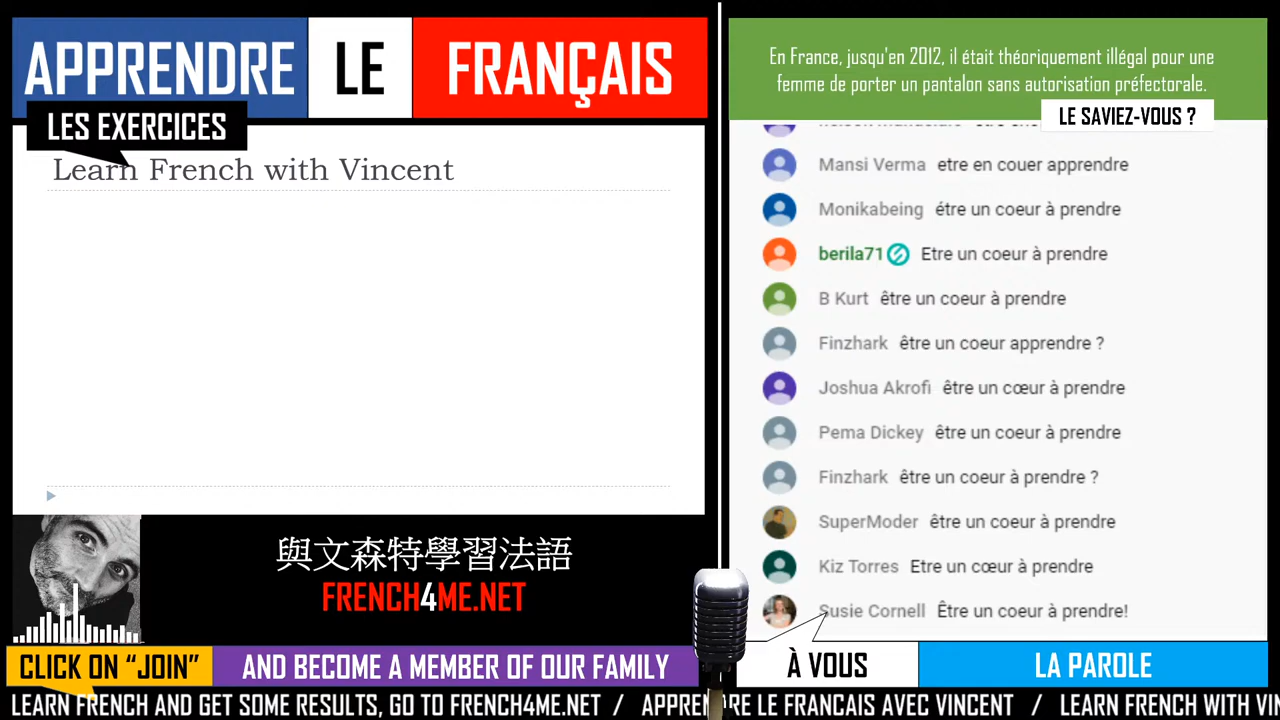 APPRENDRE LE FRANÇAIS
LES EXERCICES
Learn French with Vincent
與文森特學習法語
FRENCH4ME.NET
CLICK ON “JOIN”
BECOME A MEMBER OF OUR FAMILY
En France, jusqu'en 2012, il était théoriquement illégal pour une
femme de porter un pantalon sans autorisation préfectorale.
LE SAVIEZ-VOUS ?
Mansi Verma etre en couer apprendre
Monikabeing étre un coeur à prendre
berila71 Etre un coeur à prendre
B Kurt être un coeur à prendre
Finzhark être un coeur apprendre ?
Joshua Akrofi être un cœur à prendre
Pema Dickey être un coeur à prendre
Finzhark être un coeur à prendre ?
SuperModer être un coeur à prendre
Kiz Torres Etre un cœur à prendre
Susie Cornell Être un coeur à prendre!
À VOUS
LA PAROLE
LEARN FRENCH AND GET SOME RESULTS, GO TO FRENCH4ME.NET / APPRENDRE LE FRANCAIS AVEC VINCENT / LEARN FRENCH WITH